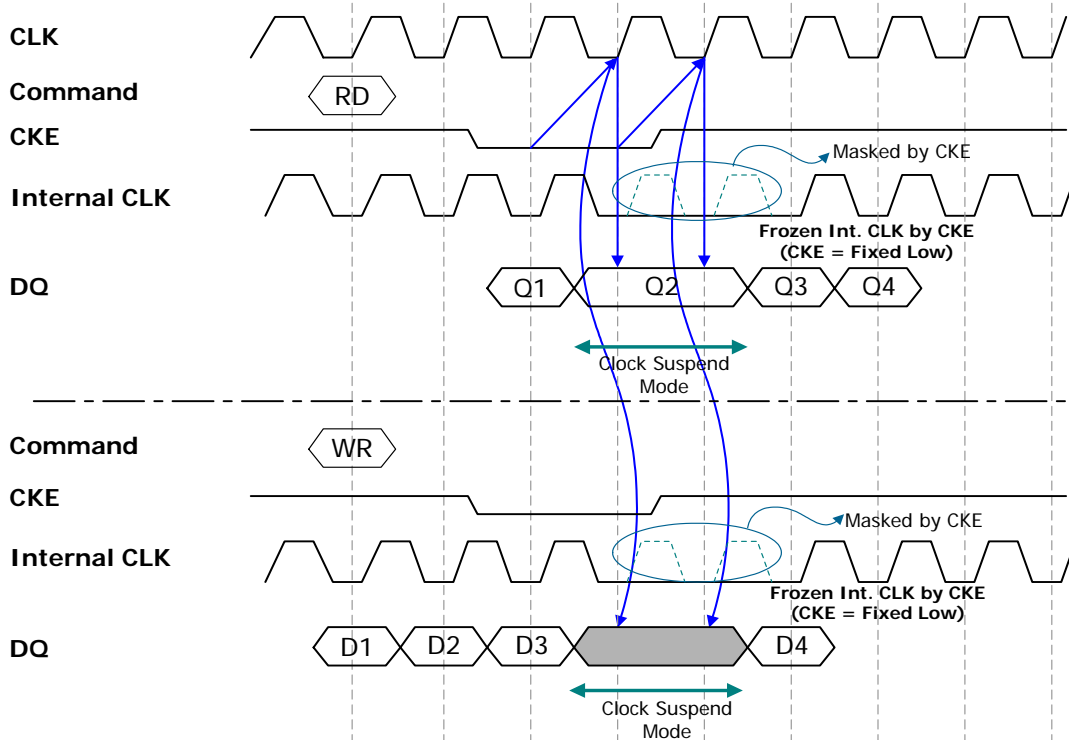 CLK
Command
RD
CKE
Masked by CKE
Internal CLK
Frozen Int. CLK by CKE
(CKE = Fixed Low)
DQ
Q1
Q2
Q3
Q4
Clock Suspend
Mode
Command
WR
CKE
Masked by CKE
Internal CLK
Frozen Int. CLK by CKE
(CKE = Fixed Low)
DQ
D1
D2
D3
D4
Clock Suspend
Mode